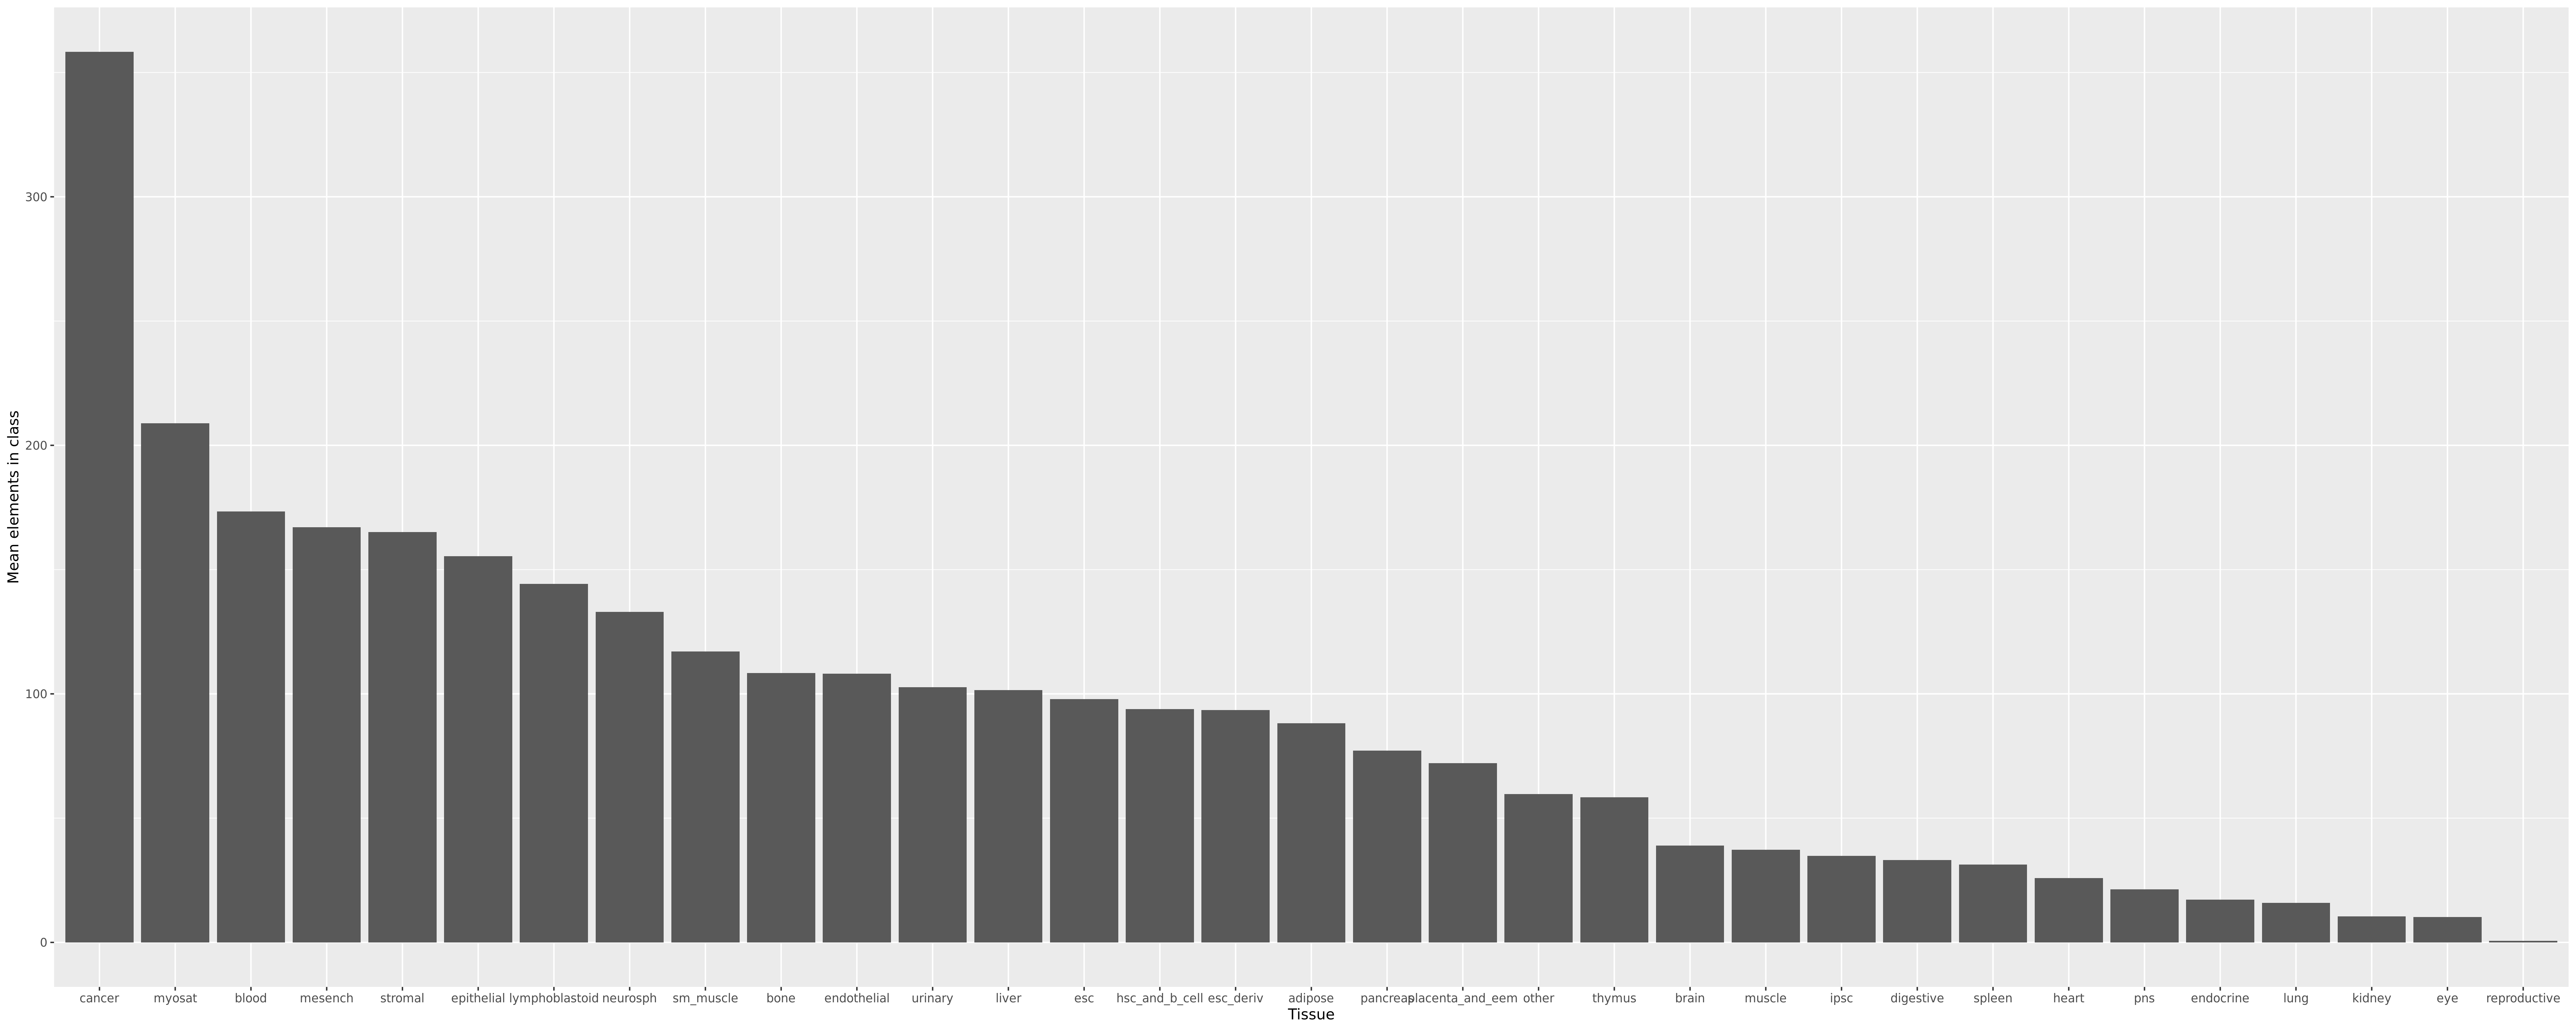 Mean elements in class
300
200
100
0
cancer myosat blood mesench stromal epithelial lymphoblastoid neurosph sm_muscle bone endothelial urinary liver esc hsc_and_b_cell esc_deriv adipose pancreas placenta_and_eem other thymus brain muscle ipsc digestive spleen heart pns endocrine lung kidney eye reproductive
Tissue